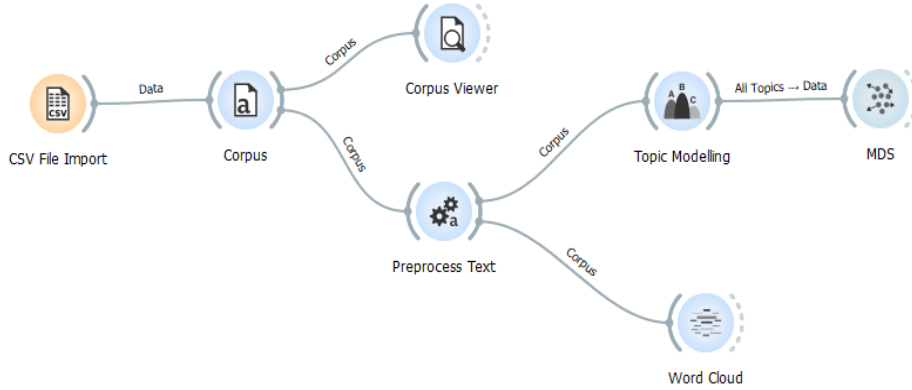 Corpus
Corpus Viewer
Data
CSV
CSV File Import
a
Corpus
Corpus
Corpus
A B C
Topic Modelling
All Topics → Data
MDS
a
Preprocess Text
Corpus
Word Cloud